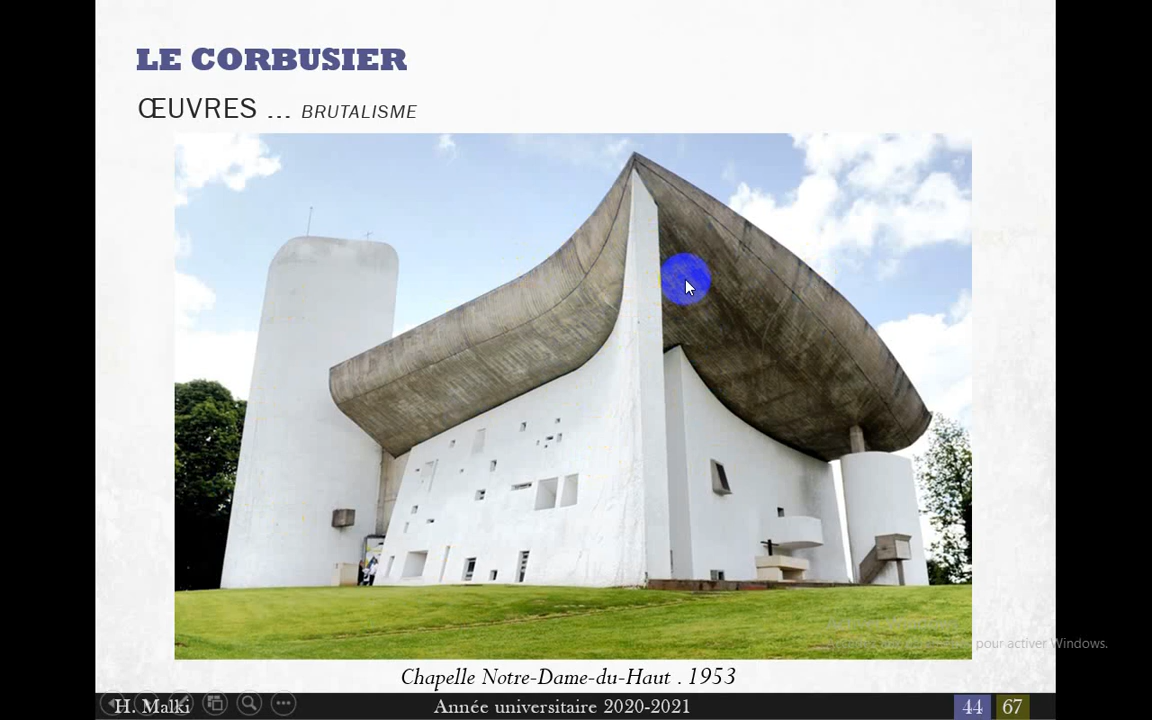 LE CORBUSIER
ŒUVRES ... BRUTALISME
pour activer Windows.
Chapelle Notre-Dame-du-Haut . 1953
H. Malki
Année universitaire 2020-2021
44
67